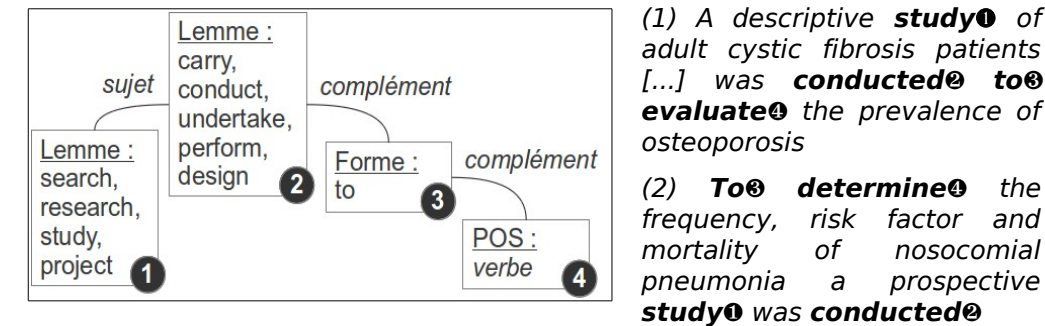 Lemme :
carry,
conduct,
undertake,
perform,
design
2
sujet
complément
Lemme :
search,
research,
study,
project
1
Forme :
to
3
complément
POS :
verbe
4
(1) A descriptive study❶ of
adult cystic fibrosis patients
[...] was conducted❷ to❸
evaluate❹ the prevalence of
osteoporosis
(2) To❸ determine❹ the
frequency, risk factor and
mortality of nosocomial
pneumonia a prospective
study❶ was conducted❷